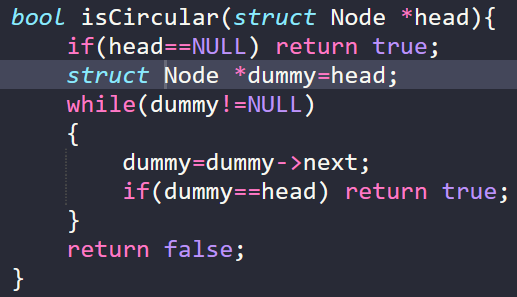 bool isCircular(struct Node *head){
    if(head==NULL) return true;
    struct Node *dummy=head;
    while(dummy!=NULL)
    {
        dummy=dummy->next;
        if(dummy==head) return true;
    }
    return false;
}